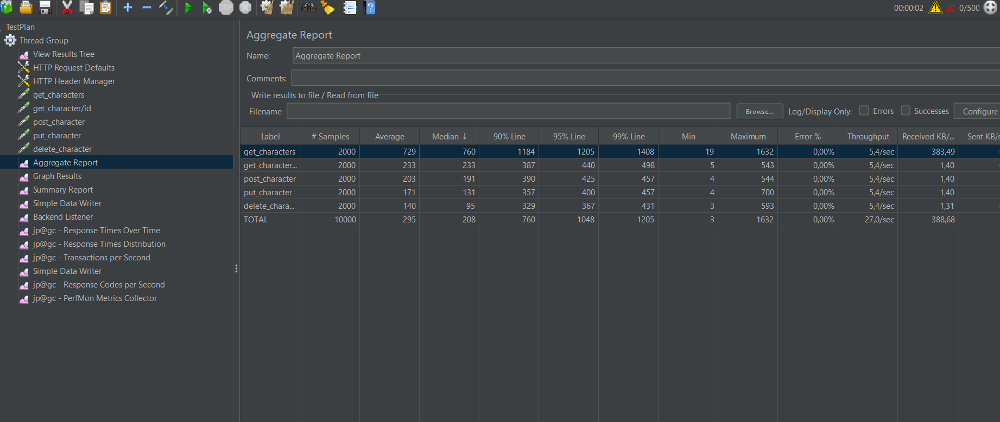 00:00:02 20 0/500
TestPlan
Thread Group
View Results Tree
HTTP Request Defaults
HTTP Header Manager
get_characters
get_character/id
post_character
put_character
delete_character
Aggregate Report
Graph Results
Summary Report
Simple Data Writer
Backend Listener
jp@gc - Response Times Over Time
jp@gc - Response Times Distribution
jp@gc - Transactions per Second
Simple Data Writer
jp@gc - Response Codes per Second
jp@gc - PerfMon Metrics Collector
Aggregate Report
Name: Aggregate Report
Comments:
Write results to file / Read from file
Filename Browse... Log/Display Only: Errors Successes Configure
Label # Samples Average Median ↓ 90% Line 95% Line 99% Line Min Maximum Error % Throughput Received KB/... Sent KB/s
get_characters 2000 729 760 1184 1205 1408 19 1632 0,00% 5,4/sec 383,49
get_character... 2000 233 233 387 440 498 5 543 0,00% 5,4/sec 1,40
post_character 2000 203 191 390 425 457 4 544 0,00% 5,4/sec 1,40
put_character 2000 171 131 357 400 457 4 700 0,00% 5,4/sec 1,40
delete_chara... 2000 140 95 329 367 431 3 593 0,00% 5,4/sec 1,31
TOTAL 10000 295 208 760 1048 1205 3 1632 0,00% 27,0/sec 388,68